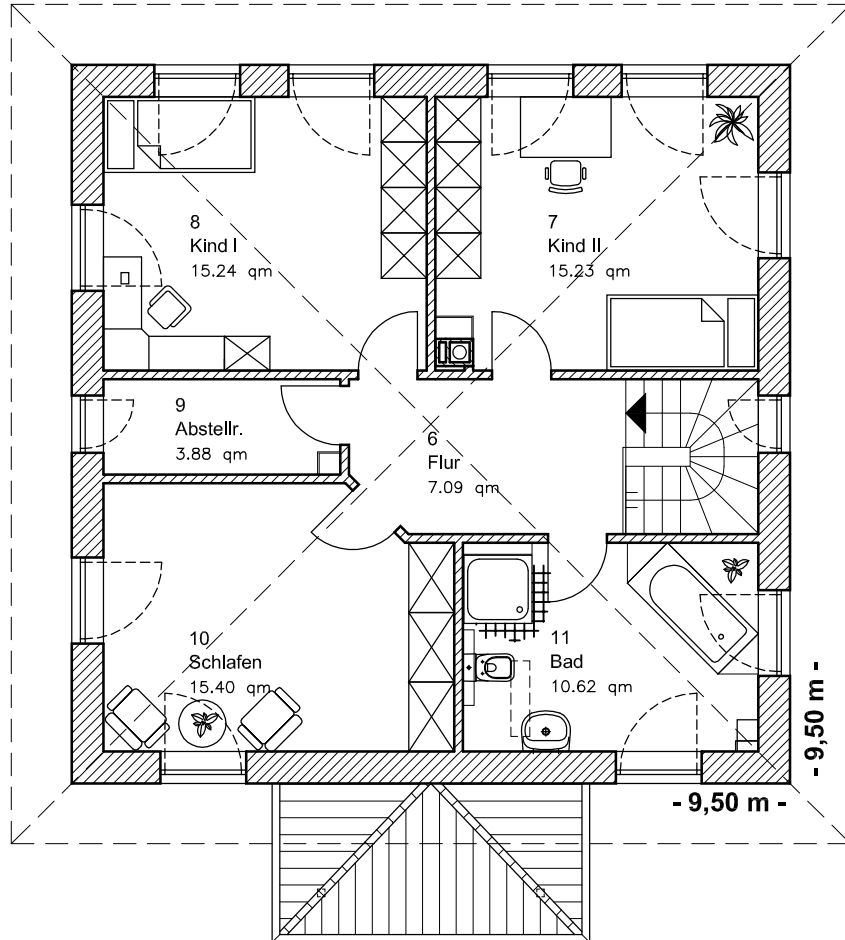 8
Kind I
15.24 qm
7
Kind II
15.23 qm
9
Abstellr.
3.88 qm
6
Flur
7.09 qm
10
Schlafen
15.40 qm
11
Bad
10.62 qm
- 9,50 m -
- 9,50 m -